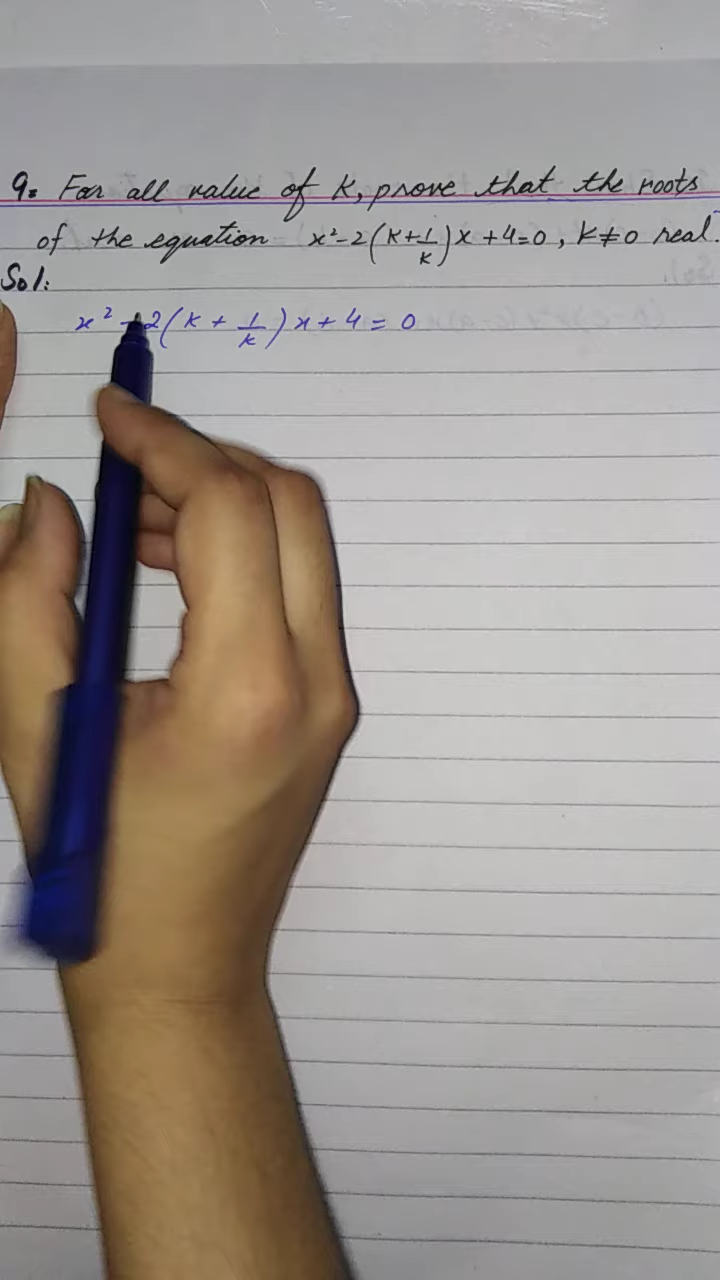 9. For all value of K, prove that the roots
of the equation x²-2(K+1/K)x+4=0, K≠0 real.
Sol:
x² - 2(K + 1/K)x + 4 = 0